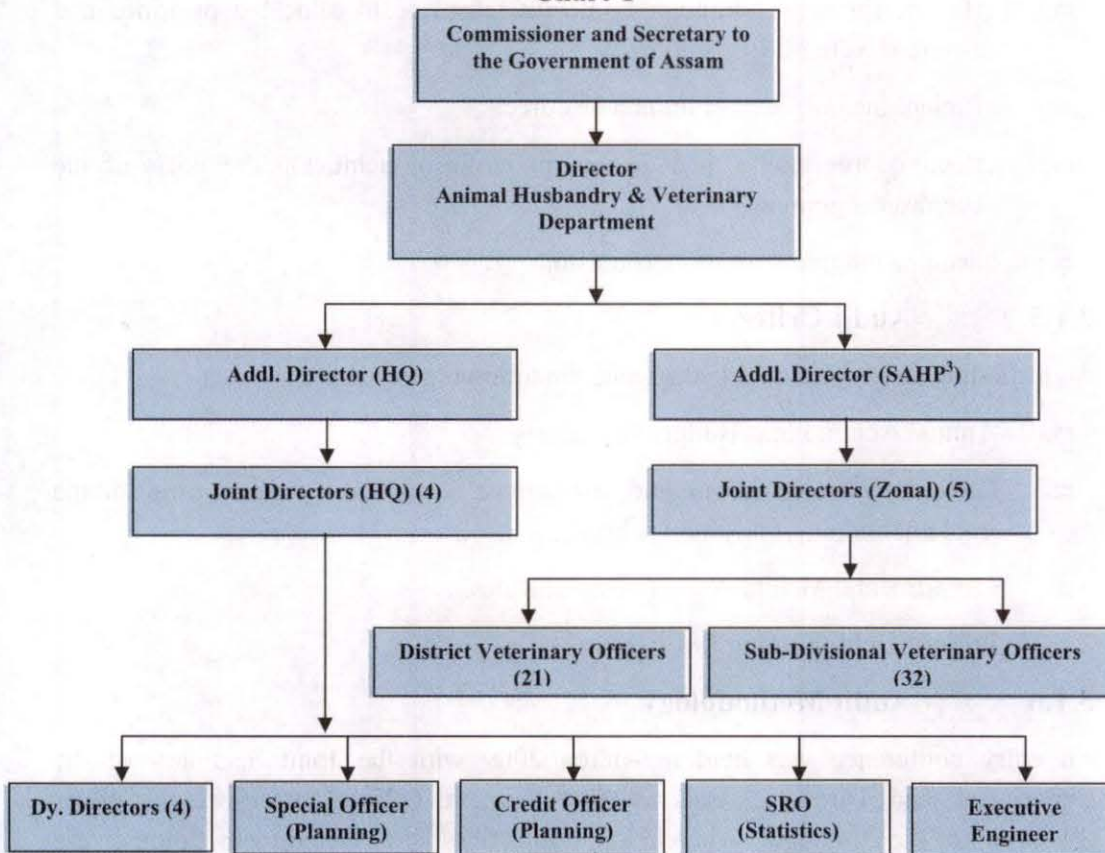 Commissioner and Secretary to
the Government of Assam
Director
Animal Husbandry & Veterinary
Department
Addl. Director (HQ)
Addl. Director (SAHP³)
Joint Directors (HQ) (4)
Joint Directors (Zonal) (5)
District Veterinary Officers
(21)
Sub-Divisional Veterinary Officers
(32)
Dy. Directors (4)
Special Officer
(Planning)
Credit Officer
(Planning)
SRO
(Statistics)
Executive
Engineer